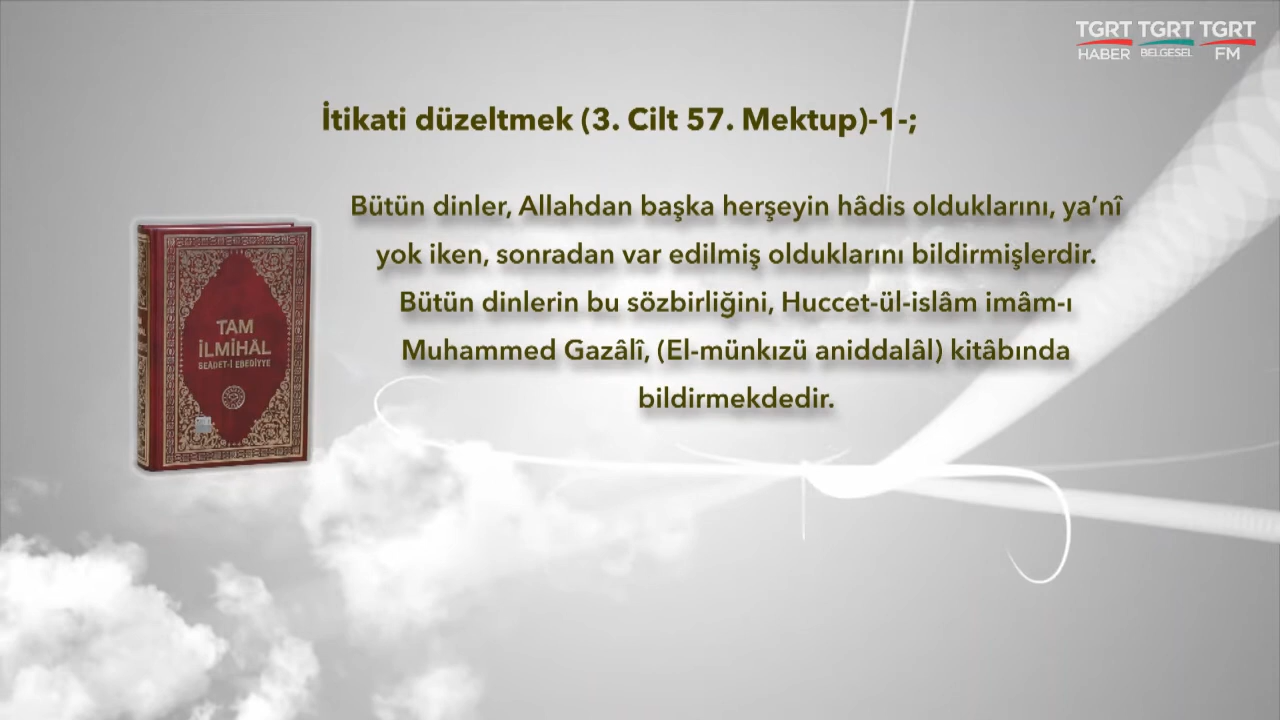 TGRT TGRT TGRT
HABER BELGESEL FM
İtikati düzeltmek (3. Cilt 57. Mektup)-1-;
Bütün dinler, Allahdan başka herşeyin hâdis olduklarını, ya’nî
yok iken, sonradan var edilmiş olduklarını bildirmişlerdir.
Bütün dinlerin bu sözbirliğini, Huccet-ül-islâm imâm-ı
Muhammed Gazâlî, (El-münkızü aniddalâl) kitâbında
bildirmekdedir.
TAM
İLMİHÂL
SEÂDET-İ EBEDİYYE